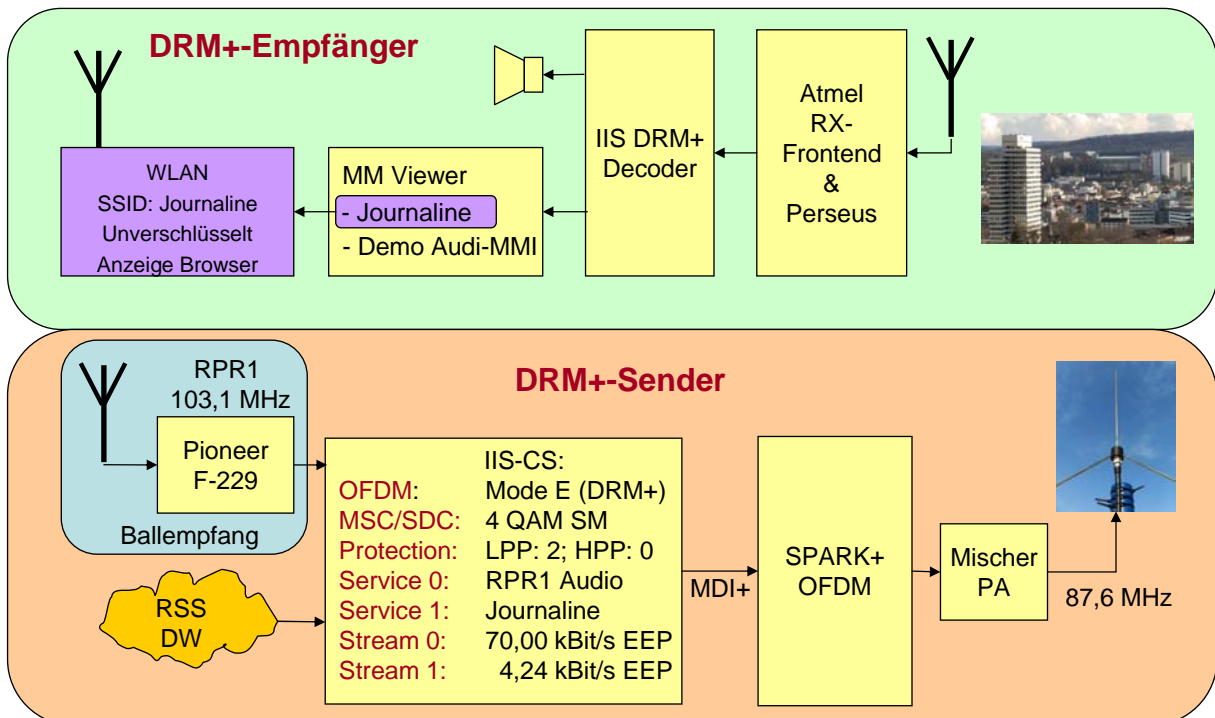 DRM+-Empfänger
WLAN
SSID: Journaline
Unverschlüsselt
Anzeige Browser
MM Viewer
- Journaline
- Demo Audi-MMI
IIS DRM+
Decoder
Atmel
RX-
Frontend
&
Perseus
DRM+-Sender
RPR1
103,1 MHz
Pioneer
F-229
Ballempfang
RSS
DW
IIS-CS:
OFDM: Mode E (DRM+)
MSC/SDC: 4 QAM SM
Protection: LPP: 2; HPP: 0
Service 0: RPR1 Audio
Service 1: Journaline
Stream 0: 70,00 kBit/s EEP
Stream 1: 4,24 kBit/s EEP
MDI+
SPARK+
OFDM
Mischer
PA
87,6 MHz